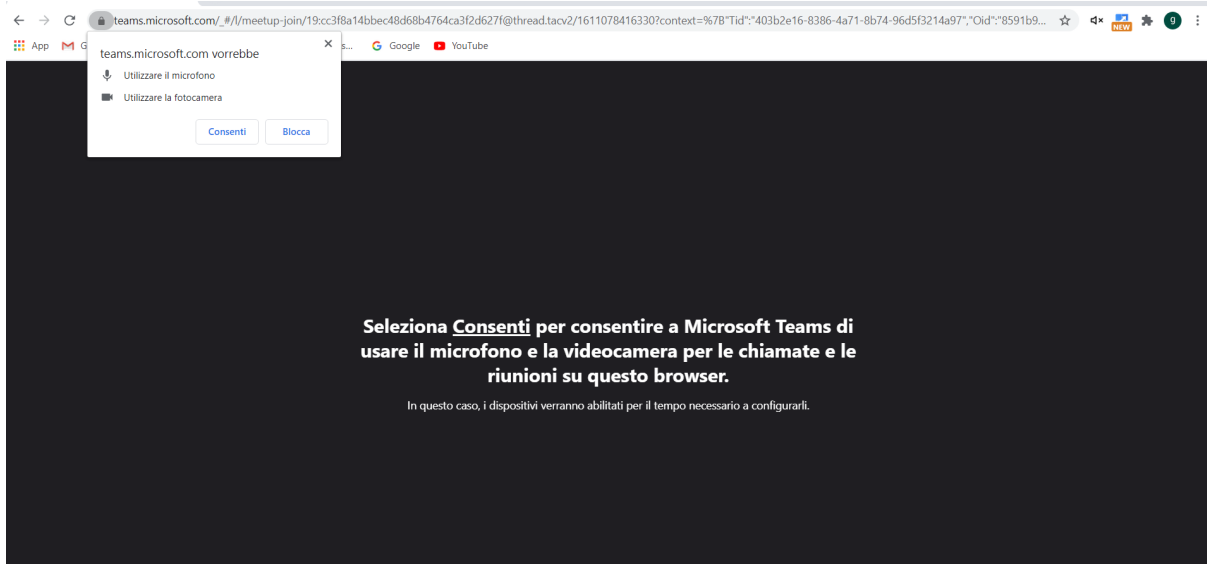 teams.microsoft.com/_#/l/meetup-join/19:cc3f8a14bbec48d68b4764ca3f2d627f@thread.tacv2/1611078416330?context=%7B"Tid":"403b2e16-8386-4a71-8b74-96d5f3214a97","Oid":"8591b9...
NEW
g
App
G
s...
Google
YouTube
teams.microsoft.com vorrebbe
Utilizzare il microfono
Utilizzare la fotocamera
Consenti
Blocca
Seleziona Consenti per consentire a Microsoft Teams di
usare il microfono e la videocamera per le chiamate e le
riunioni su questo browser.
In questo caso, i dispositivi verranno abilitati per il tempo necessario a configurarli.